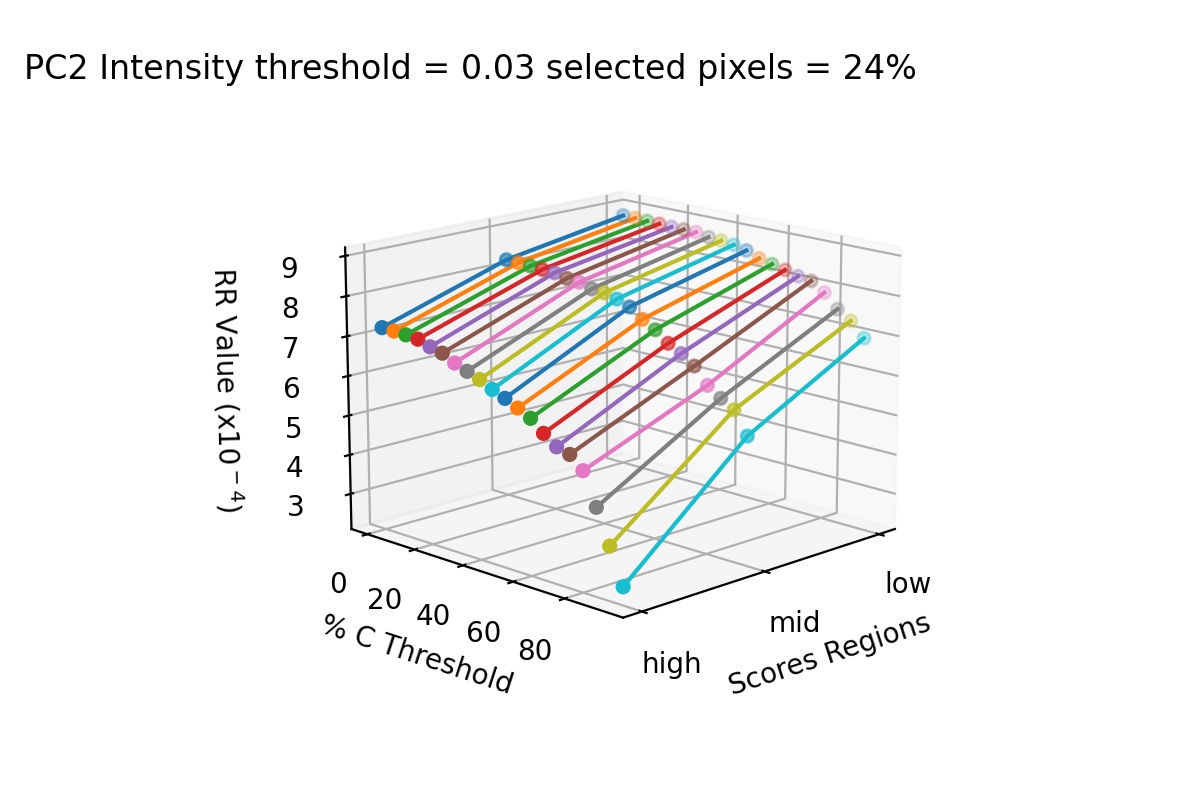 PC2 Intensity threshold = 0.03 selected pixels = 24%
RR Value (x10⁻⁴)
9
8
7
6
5
4
3
0
20
40
60
80
% C Threshold
high
mid
low
Scores Regions